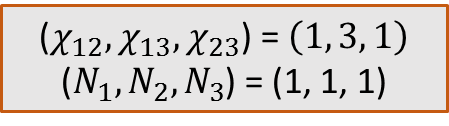 (χ₁₂, χ₁₃, χ₂₃) = (1, 3, 1)
(N₁, N₂, N₃) = (1, 1, 1)